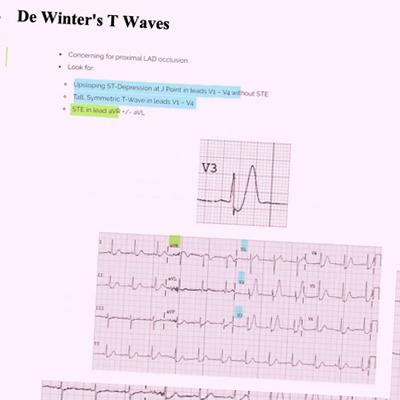 De Winter's T Waves
Concerning for proximal LAD occlusion
Look for:
Upsloping ST-Depression at J Point in leads V1 - V4 without STE
Tall, Symmetric T-Wave in leads V1 - V4
STE in lead aVR +/- aVL
V3
I aVR V1 V4
II aVL V2 V5
III aVF V3 V6
II